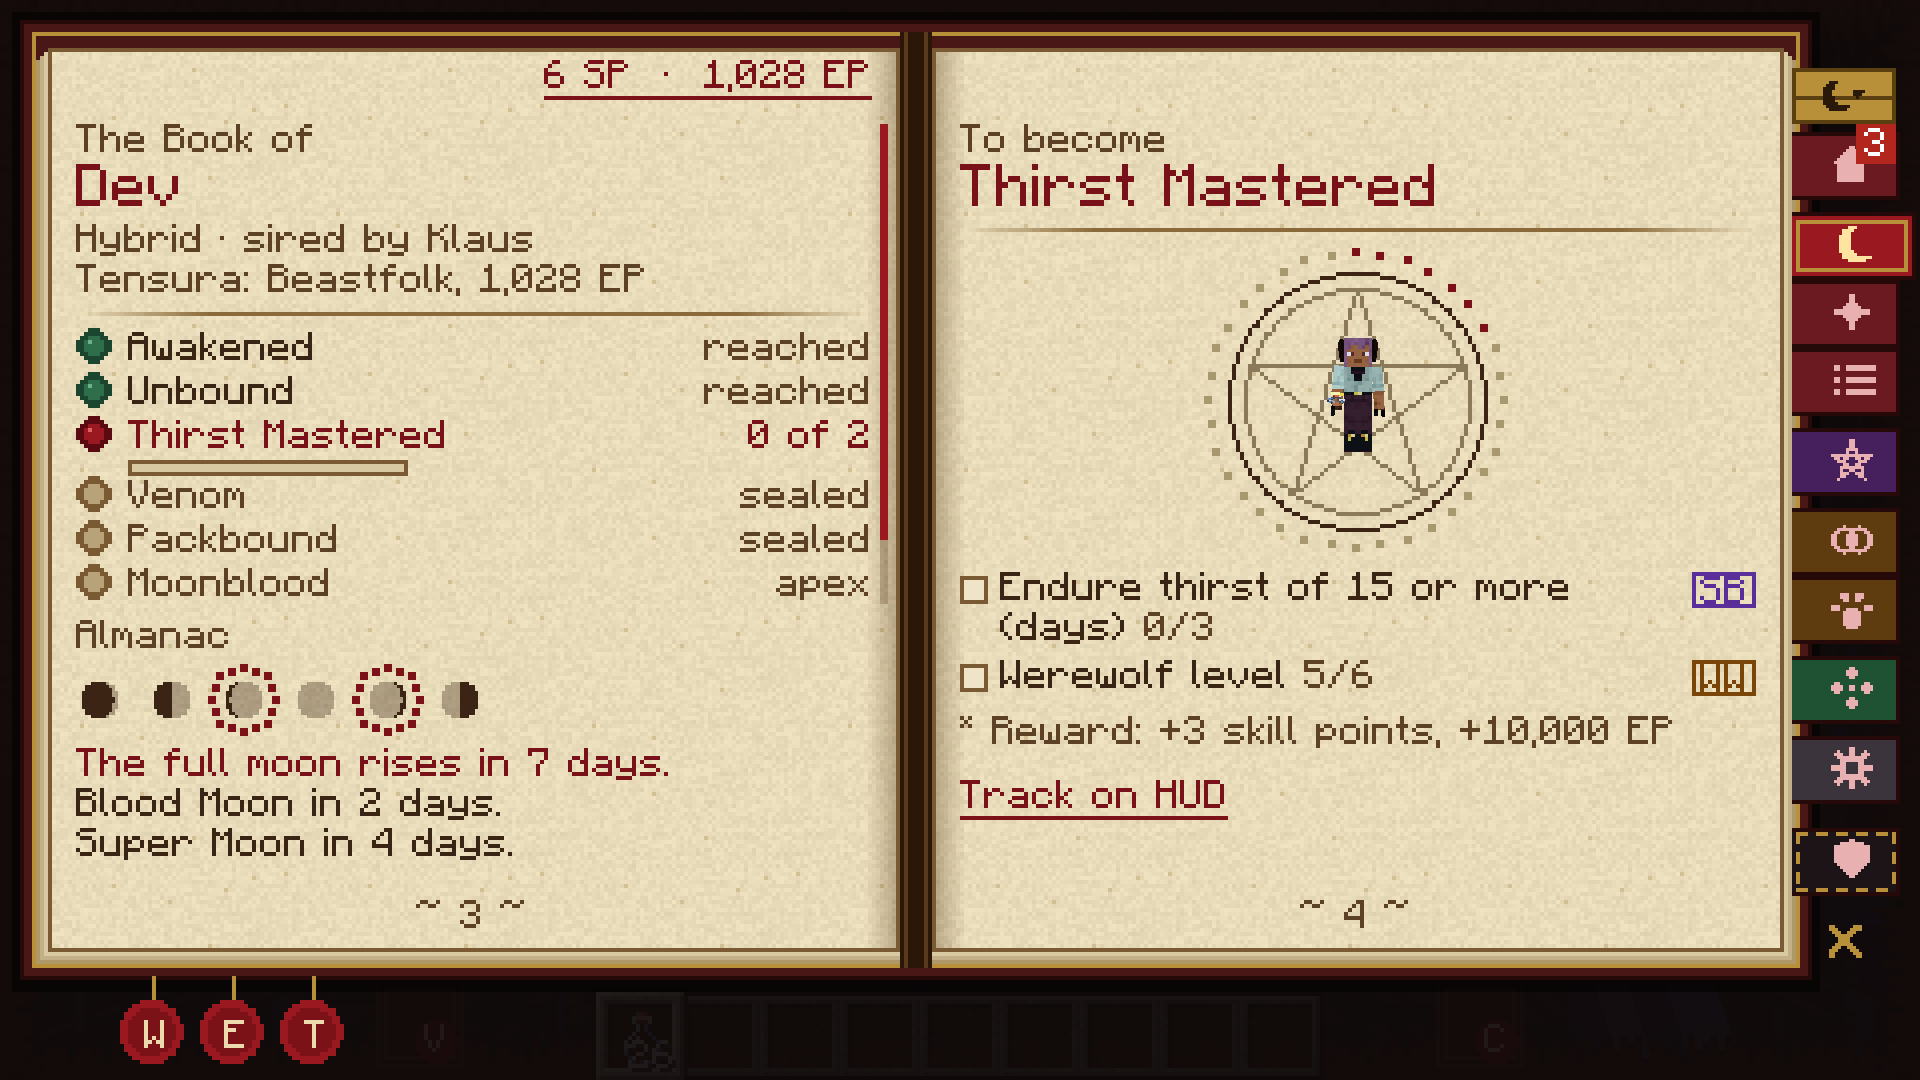 6 SP · 1,028 EP
The Book of
Dev
Hybrid · sired by Klaus
Tensura: Beastfolk, 1,028 EP
Awakened reached
Unbound reached
Thirst Mastered 0 of 2
Venom sealed
Packbound sealed
Moonblood apex
Almanac
The full moon rises in 7 days.
Blood Moon in 2 days.
Super Moon in 4 days.
~ 3 ~
To become
Thirst Mastered
Endure thirst of 15 or more SB
(days) 0/3
Werewolf level 5/6 WW
* Reward: +3 skill points, +10,000 EP
Track on HUD
~ 4 ~
3
X
W E T V 26 C